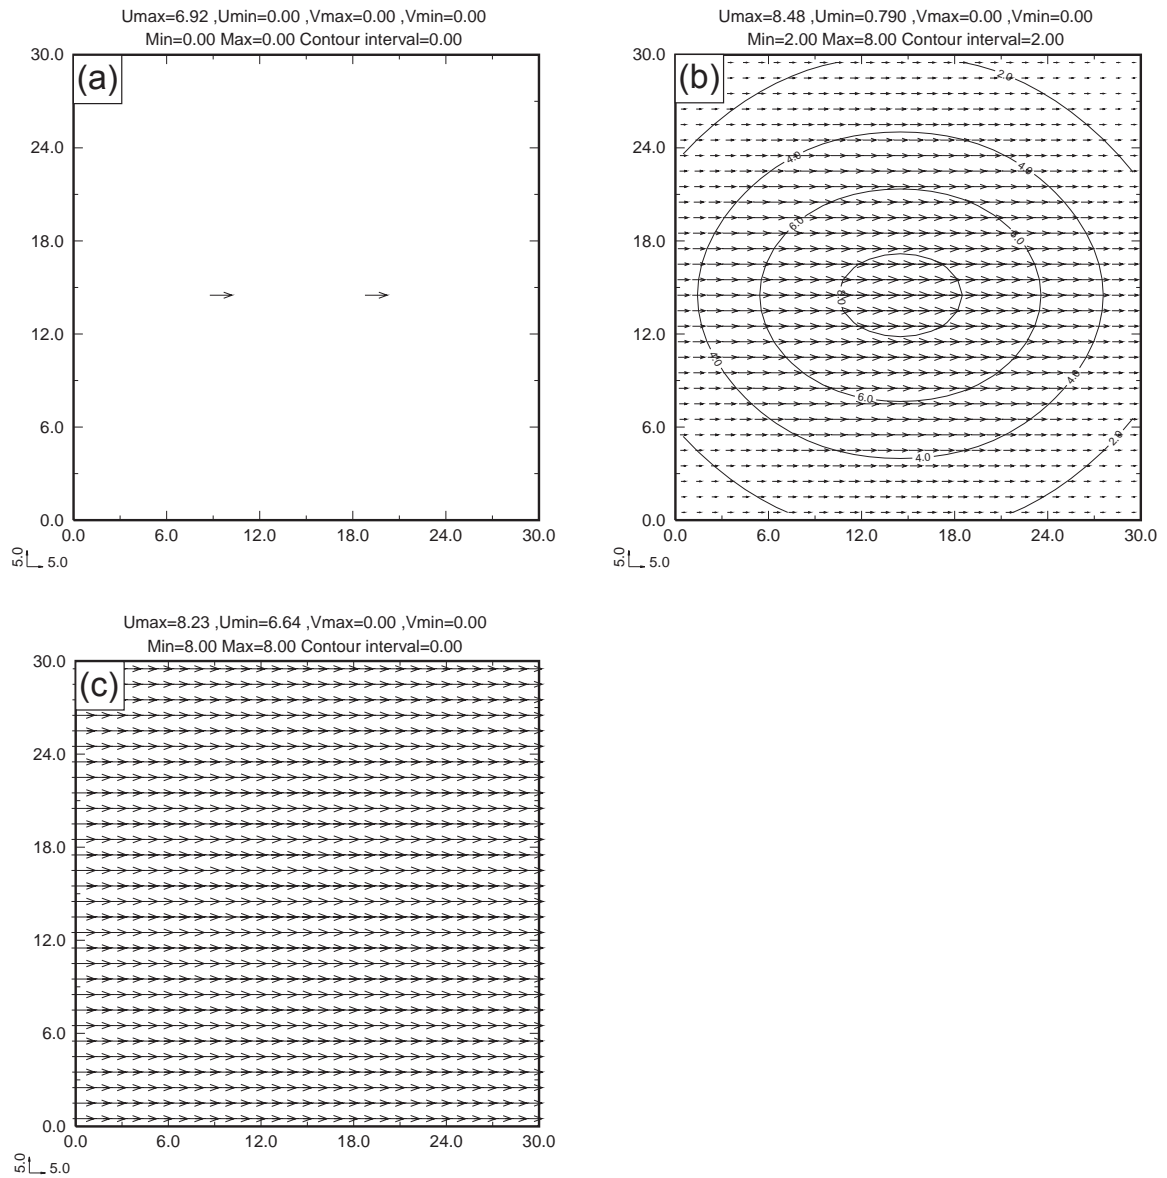 Umax=6.92 ,Umin=0.00 ,Vmax=0.00 ,Vmin=0.00
Min=0.00 Max=0.00 Contour interval=0.00
(a)
30.0
24.0
18.0
12.0
6.0
0.0
0.0 6.0 12.0 18.0 24.0 30.0
5.0
5.0
Umax=8.48 ,Umin=0.790 ,Vmax=0.00 ,Vmin=0.00
Min=2.00 Max=8.00 Contour interval=2.00
(b)
30.0
24.0
18.0
12.0
6.0
0.0
2.0
4.0
4.0
6.0
6.0
8.0
4.0
4.0
6.0
2.0
4.0
0.0 6.0 12.0 18.0 24.0 30.0
5.0
5.0
Umax=8.23 ,Umin=6.64 ,Vmax=0.00 ,Vmin=0.00
Min=8.00 Max=8.00 Contour interval=0.00
(c)
30.0
24.0
18.0
12.0
6.0
0.0
0.0 6.0 12.0 18.0 24.0 30.0
5.0
5.0